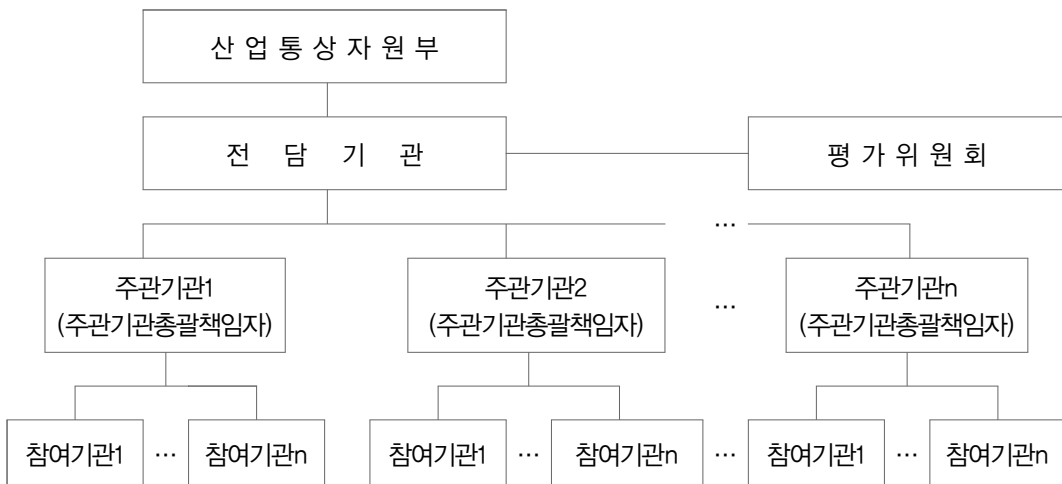 산 업 통 상 자 원 부
전 담 기 관
평 가 위 원 회
…
주관기관1
(주관기관총괄책임자)
주관기관2
(주관기관총괄책임자)
…
주관기관n
(주관기관총괄책임자)
참여기관1 … 참여기관n 참여기관1 … 참여기관n … 참여기관1 … 참여기관n